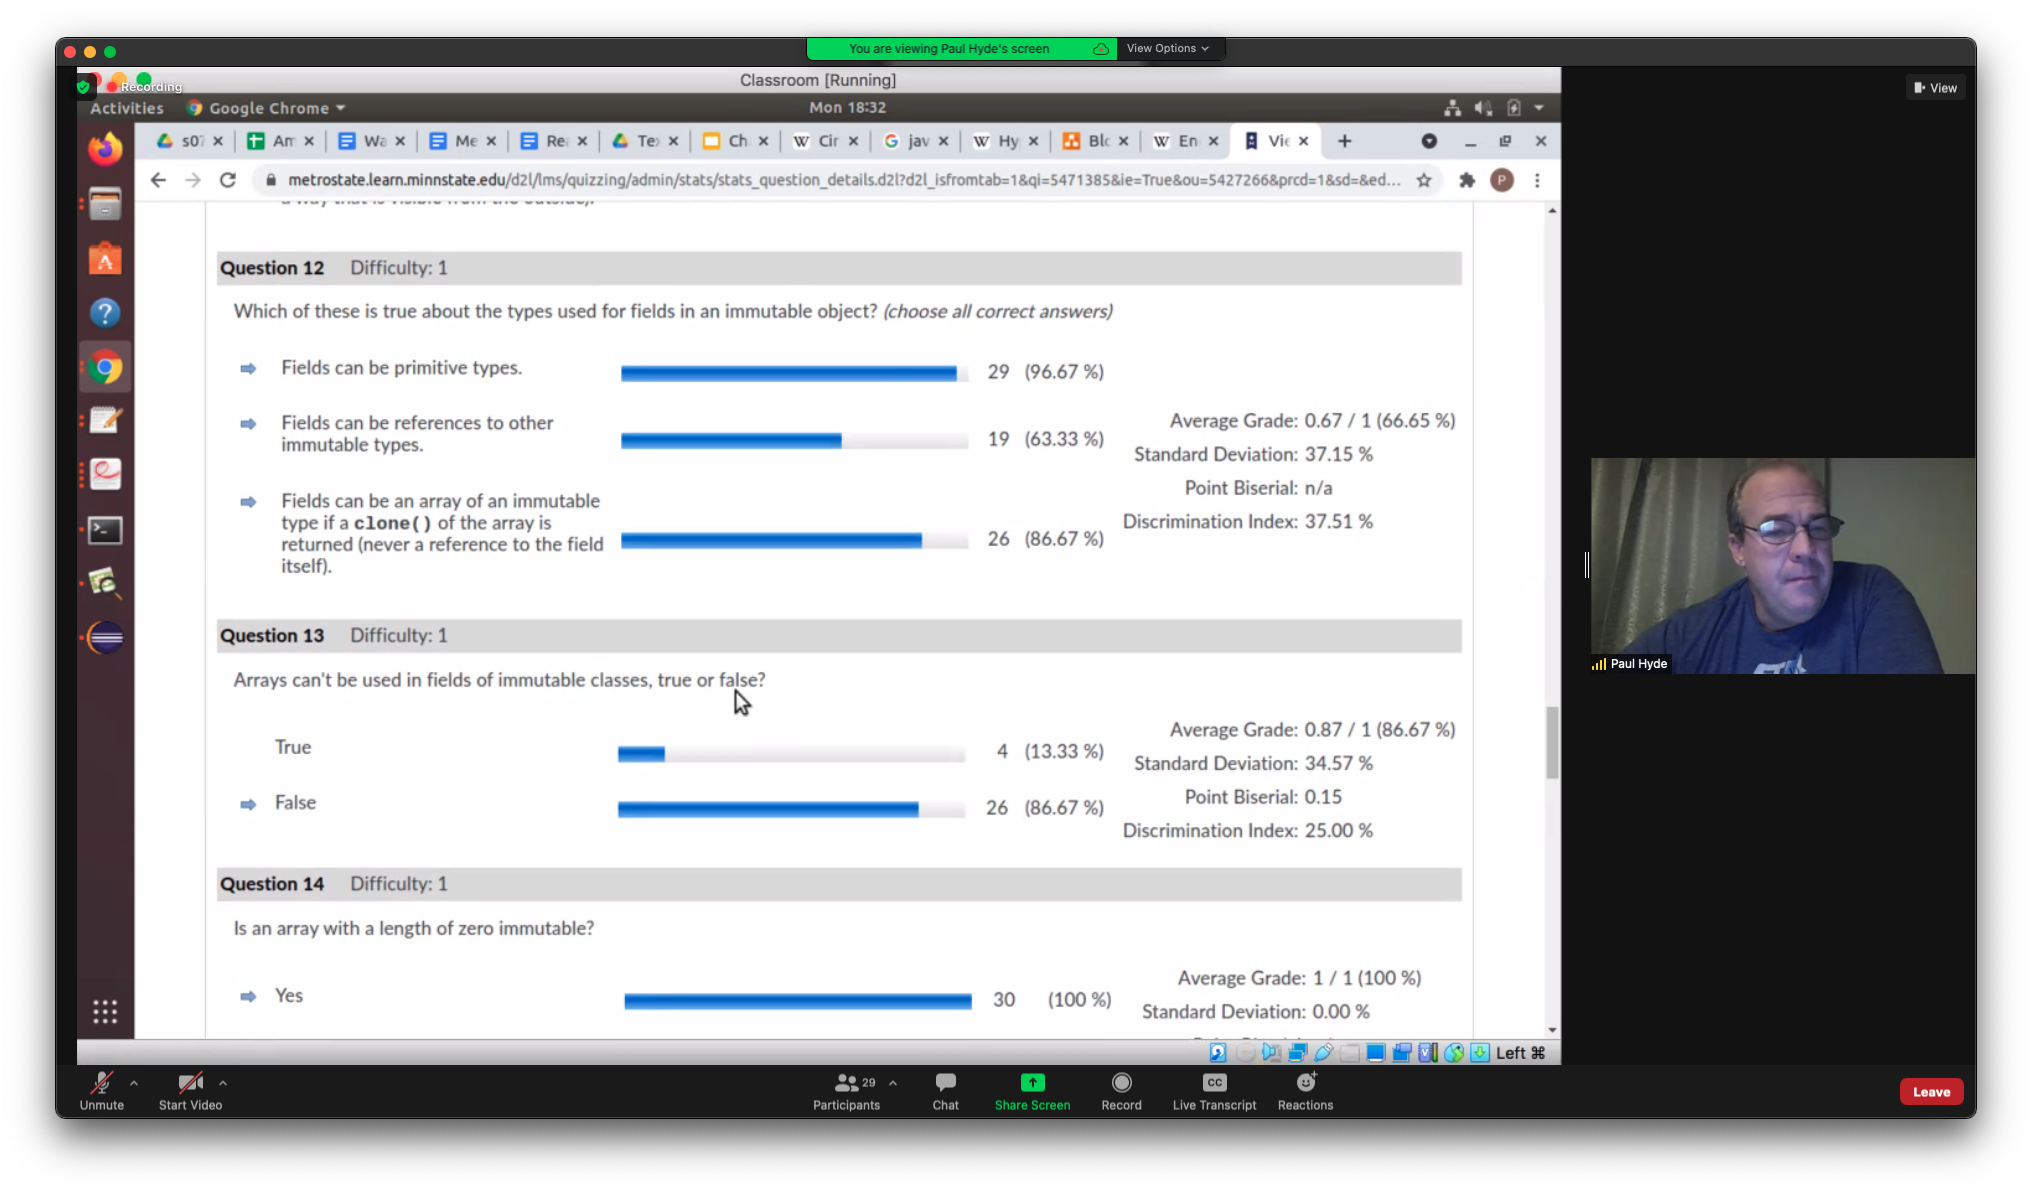 You are viewing Paul Hyde's screen
View Options
Recording
Classroom [Running]
View
Activities
Google Chrome
Mon 18:32
s07
Am
Wa
Me
Rea
Te
Ch
Cir
jav
Hy
Blo
En
Vie
metrostate.learn.minnstate.edu/d2l/lms/quizzing/admin/stats/stats_question_details.d2l?d2l_isfromtab=1&qi=5471385&ie=True&ou=5427266&prcd=1&sd=&ed...
P
a way that is visible from the outside).
Question 12 Difficulty: 1
Which of these is true about the types used for fields in an immutable object? (choose all correct answers)
Fields can be primitive types.
29 (96.67 %)
Fields can be references to other
immutable types.
19 (63.33 %)
Fields can be an array of an immutable
type if a clone() of the array is
returned (never a reference to the field
itself).
26 (86.67 %)
Average Grade: 0.67 / 1 (66.65 %)
Standard Deviation: 37.15 %
Point Biserial: n/a
Discrimination Index: 37.51 %
Question 13 Difficulty: 1
Arrays can't be used in fields of immutable classes, true or false?
True
4 (13.33 %)
False
26 (86.67 %)
Average Grade: 0.87 / 1 (86.67 %)
Standard Deviation: 34.57 %
Point Biserial: 0.15
Discrimination Index: 25.00 %
Question 14 Difficulty: 1
Is an array with a length of zero immutable?
Yes
30 (100 %)
Average Grade: 1 / 1 (100 %)
Standard Deviation: 0.00 %
Left ⌘
Paul Hyde
Unmute
Start Video
29
Participants
Chat
Share Screen
Record
CC
Live Transcript
Reactions
Leave